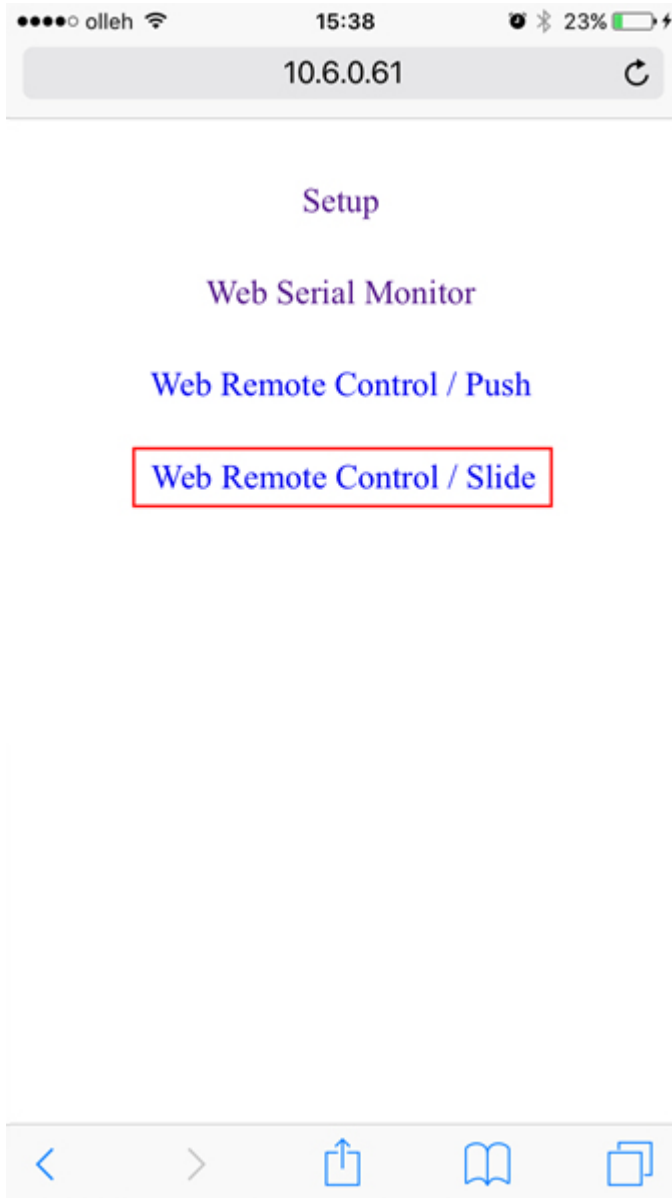 olleh 15:38 23%
10.6.0.61
Setup
Web Serial Monitor
Web Remote Control / Push
Web Remote Control / Slide